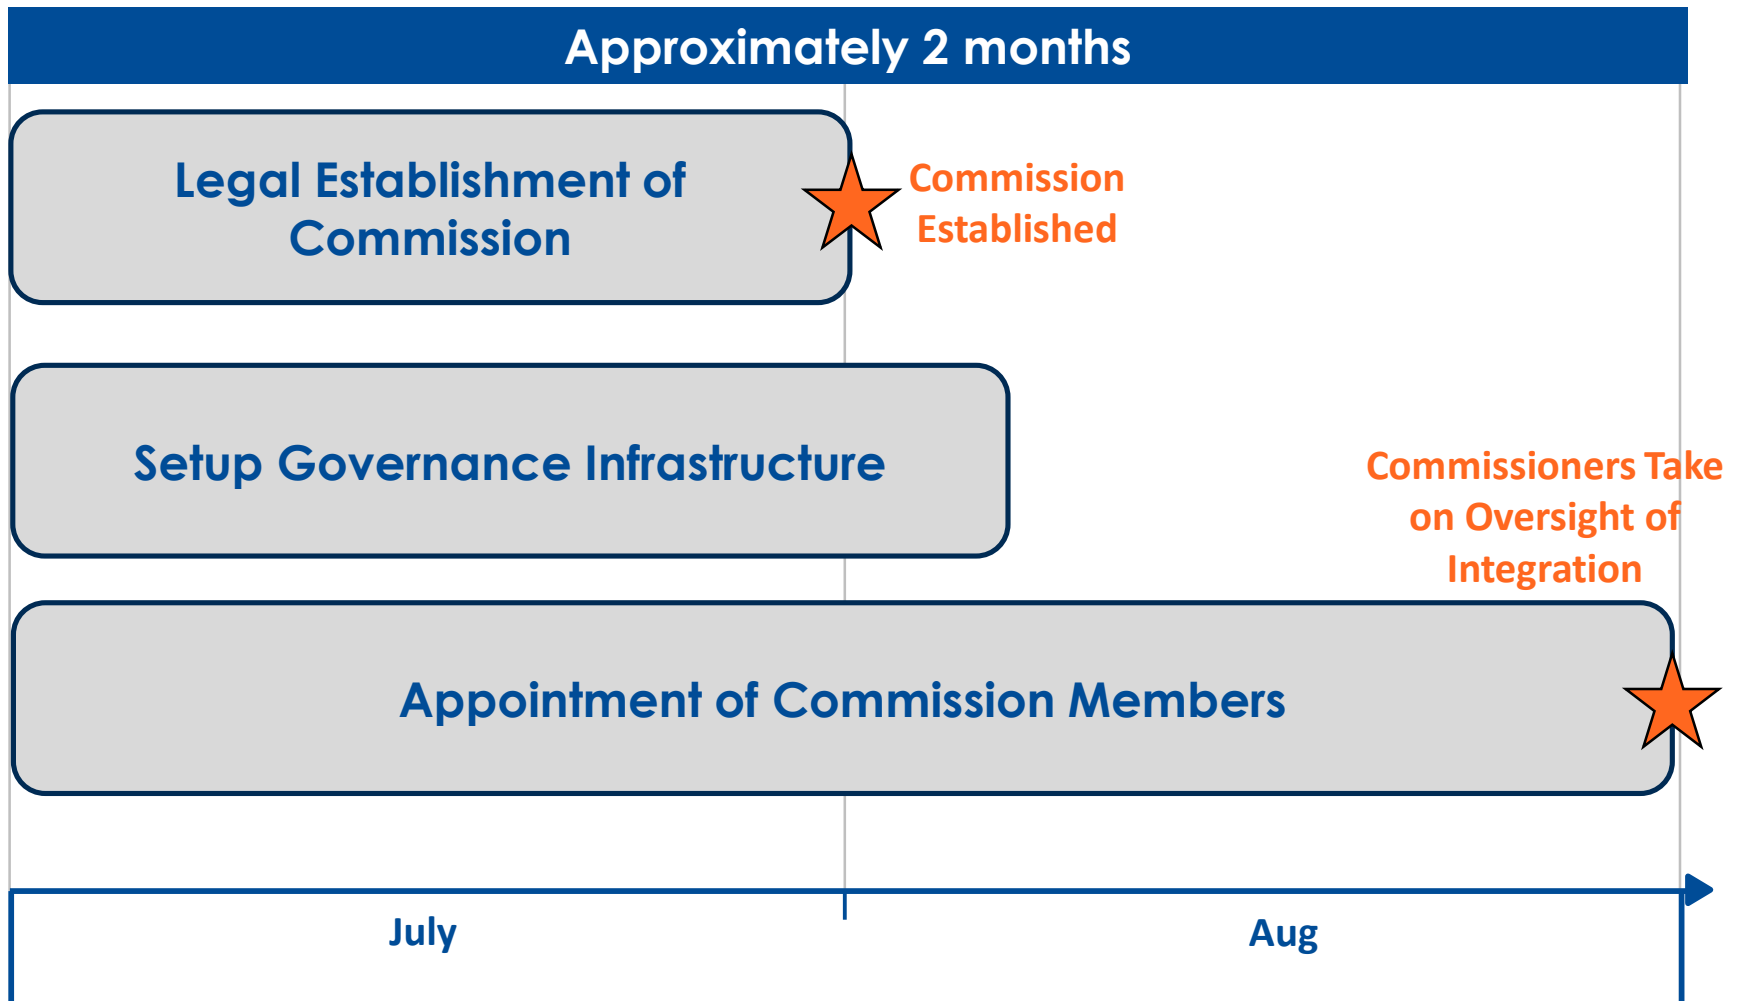 Approximately 2 months
Legal Establishment of
Commission
Commission
Established
Setup Governance Infrastructure
Commissioners Take
on Oversight of
Integration
Appointment of Commission Members
July
Aug